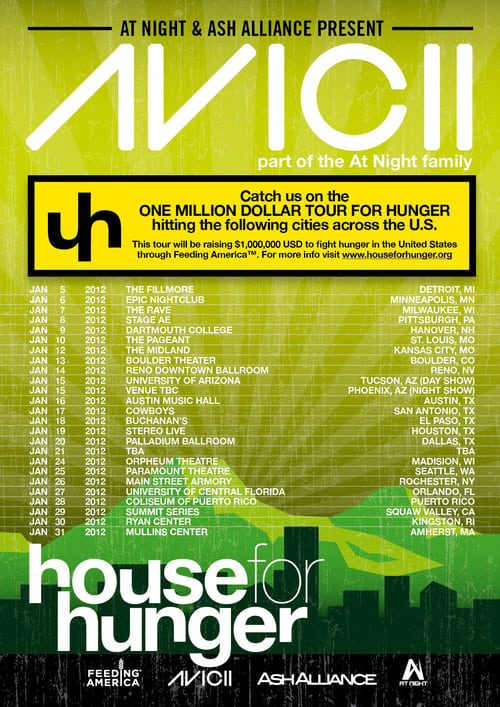 AT NIGHT & ASH ALLIANCE PRESENT
AVICII
part of the At Night family
uh
Catch us on the
ONE MILLION DOLLAR TOUR FOR HUNGER
hitting the following cities across the U.S.
This tour will be raising $1,000,000 USD to fight hunger in the United States
through Feeding America™. For more info visit www.houseforhunger.org
JAN 5 2012 THE FILLMORE DETROIT, MI
JAN 6 2012 EPIC NIGHTCLUB MINNEAPOLIS, MN
JAN 7 2012 THE RAVE MILWAUKEE, WI
JAN 8 2012 STAGE AE PITTSBURGH, PA
JAN 9 2012 DARTMOUTH COLLEGE HANOVER, NH
JAN 10 2012 THE PAGEANT ST. LOUIS, MO
JAN 12 2012 THE MIDLAND KANSAS CITY, MO
JAN 13 2012 BOULDER THEATER BOULDER, CO
JAN 14 2012 RENO DOWNTOWN BALLROOM RENO, NV
JAN 15 2012 UNIVERSITY OF ARIZONA TUCSON, AZ (DAY SHOW)
JAN 15 2012 VENUE TBC PHOENIX, AZ (NIGHT SHOW)
JAN 16 2012 AUSTIN MUSIC HALL AUSTIN, TX
JAN 17 2012 COWBOYS SAN ANTONIO, TX
JAN 18 2012 BUCHANAN'S EL PASO, TX
JAN 19 2012 STEREO LIVE HOUSTON, TX
JAN 20 2012 PALLADIUM BALLROOM DALLAS, TX
JAN 21 2012 TBA TBA
JAN 24 2012 ORPHEUM THEATRE MADISION, WI
JAN 25 2012 PARAMOUNT THEATRE SEATTLE, WA
JAN 26 2012 MAIN STREET ARMORY ROCHESTER, NY
JAN 27 2012 UNIVERSITY OF CENTRAL FLORIDA ORLANDO, FL
JAN 28 2012 COLISEUM OF PUERTO RICO PUERTO RICO
JAN 29 2012 SUMMIT SERIES SQUAW VALLEY, CA
JAN 30 2012 RYAN CENTER KINGSTON, RI
JAN 31 2012 MULLINS CENTER AMHERST, MA
house for
hunger
FEEDING AMERICA AVICII ASH ALLIANCE AT NIGHT